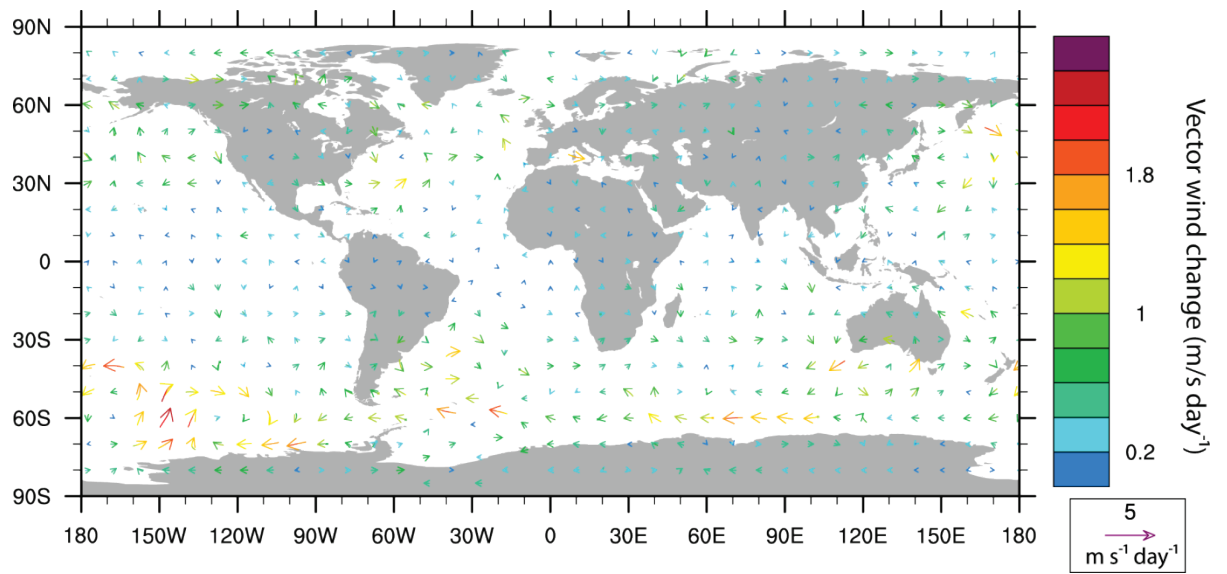 90N
60N
30N
0
30S
60S
90S
180 150W 120W 90W 60W 30W 0 30E 60E 90E 120E 150E 180
1.8
1
0.2
Vector wind change (m/s day⁻¹)
5
m s⁻¹ day⁻¹